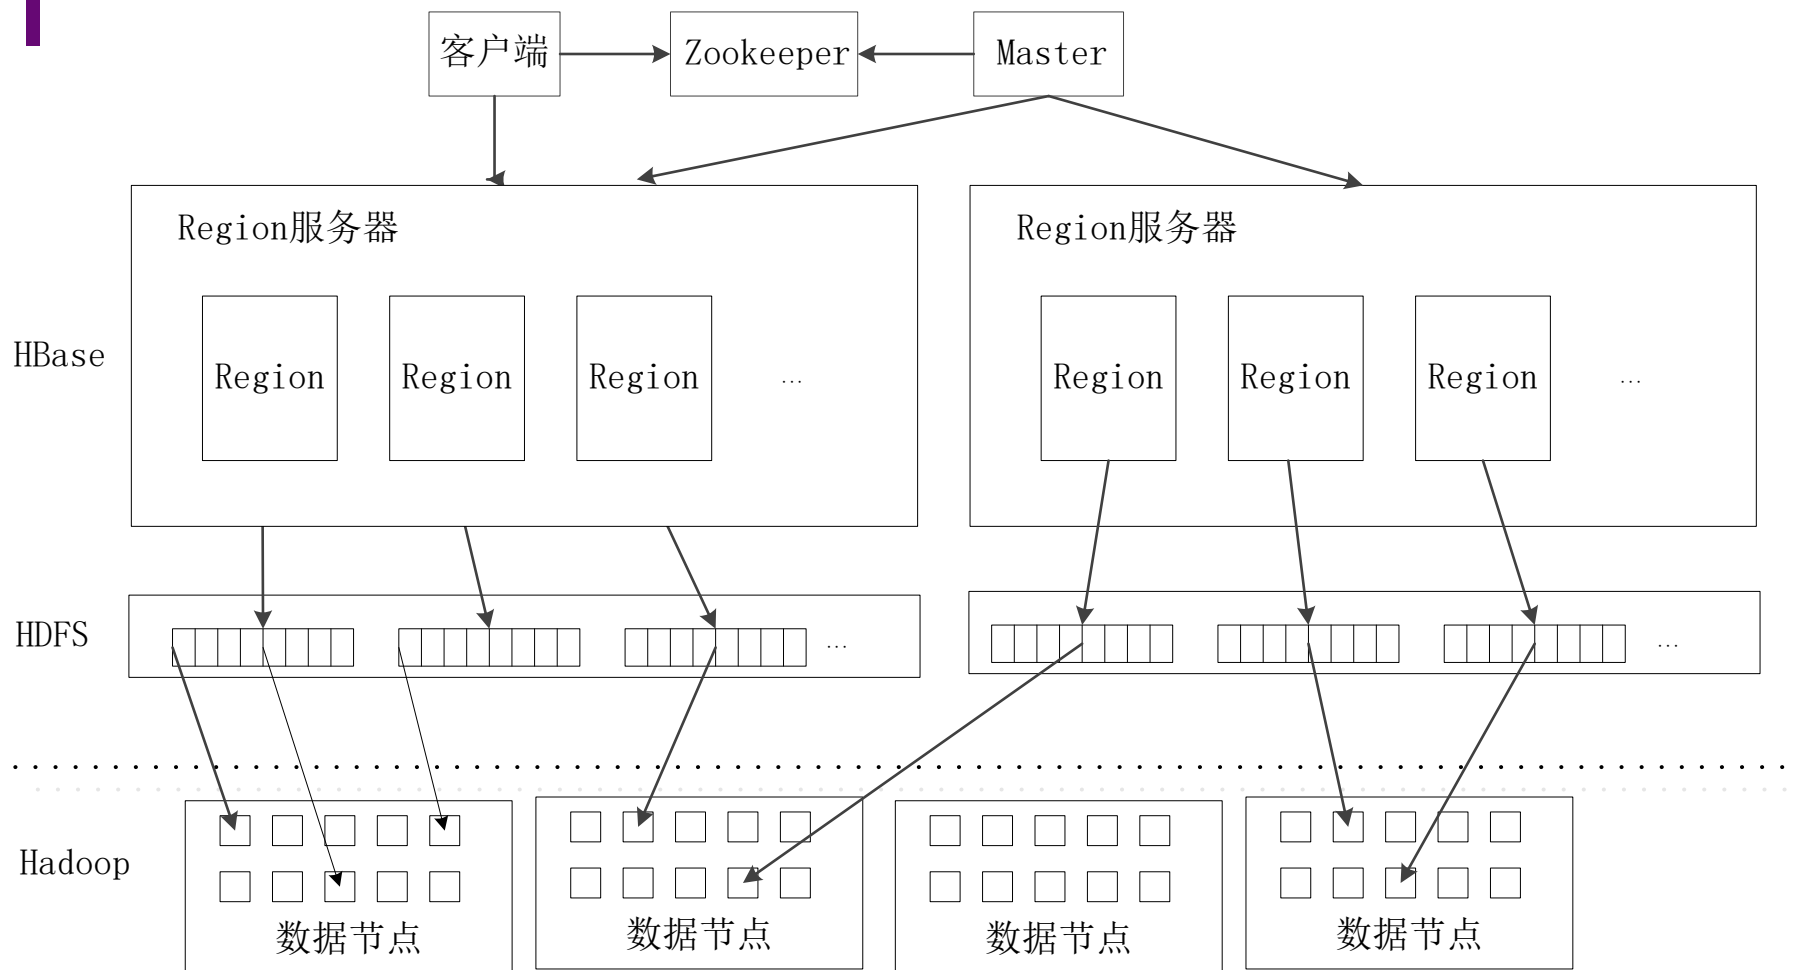 客户端
Zookeeper
Master
Region服务器
Region服务器
HBase
Region
Region
Region
...
Region
Region
Region
...
HDFS
...
...
Hadoop
数据节点
数据节点
数据节点
数据节点